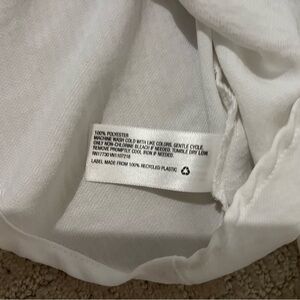 100% POLYESTER
MACHINE WASH COLD WITH LIKE COLORS, GENTLE CYCLE.
ONLY NON-CHLORINE BLEACH IF NEEDED. TUMBLE DRY LOW.
REMOVE PROMPTLY. COOL IRON IF NEEDED.
LABEL MADE FROM 100% RECYCLED PLASTIC